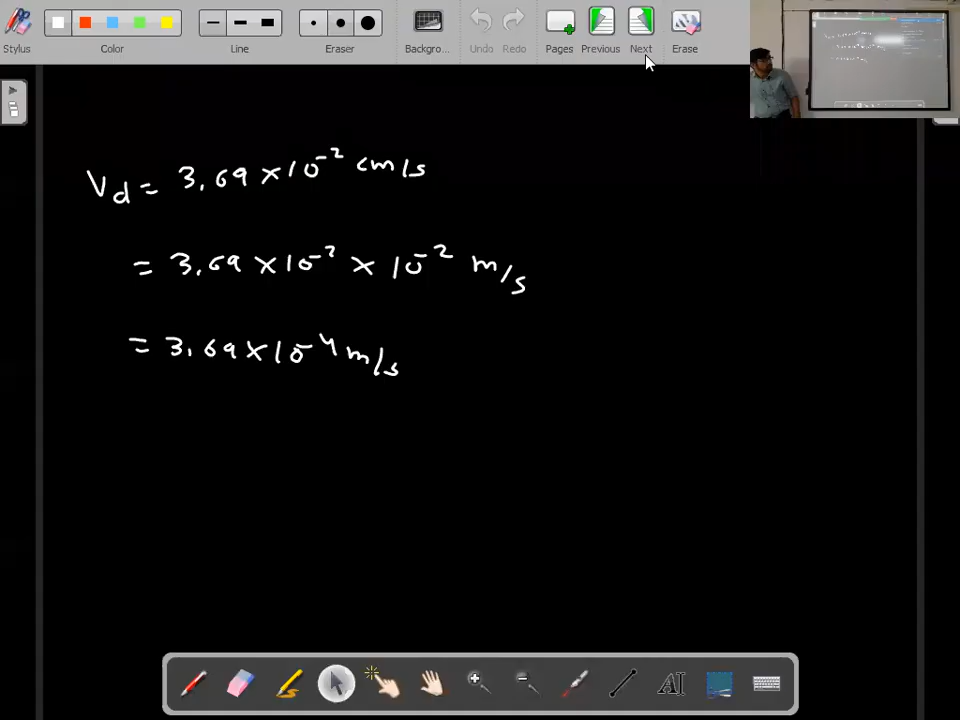 Stylus Color Line Eraser Backgro... Undo Redo Pages Previous Next Erase
Vd = 3.69 × 10⁻² cm/s
= 3.69 × 10⁻² × 10⁻² m/s
= 3.69 × 10⁻⁴ m/s